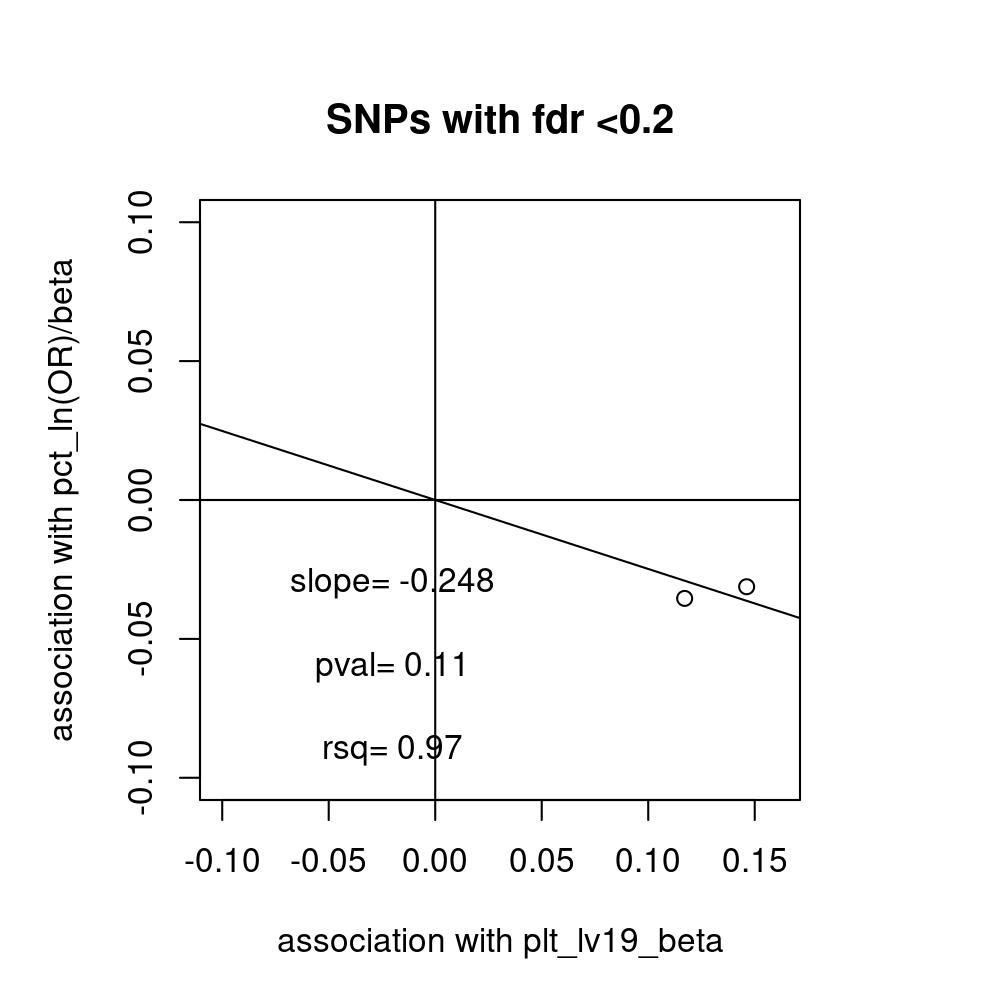 SNPs with fdr <0.2
association with pct_ln(OR)/beta
0.10
0.05
0.00
-0.05
-0.10
slope= -0.248
pval= 0.11
rsq= 0.97
-0.10 -0.05 0.00 0.05 0.10 0.15
association with plt_lv19_beta